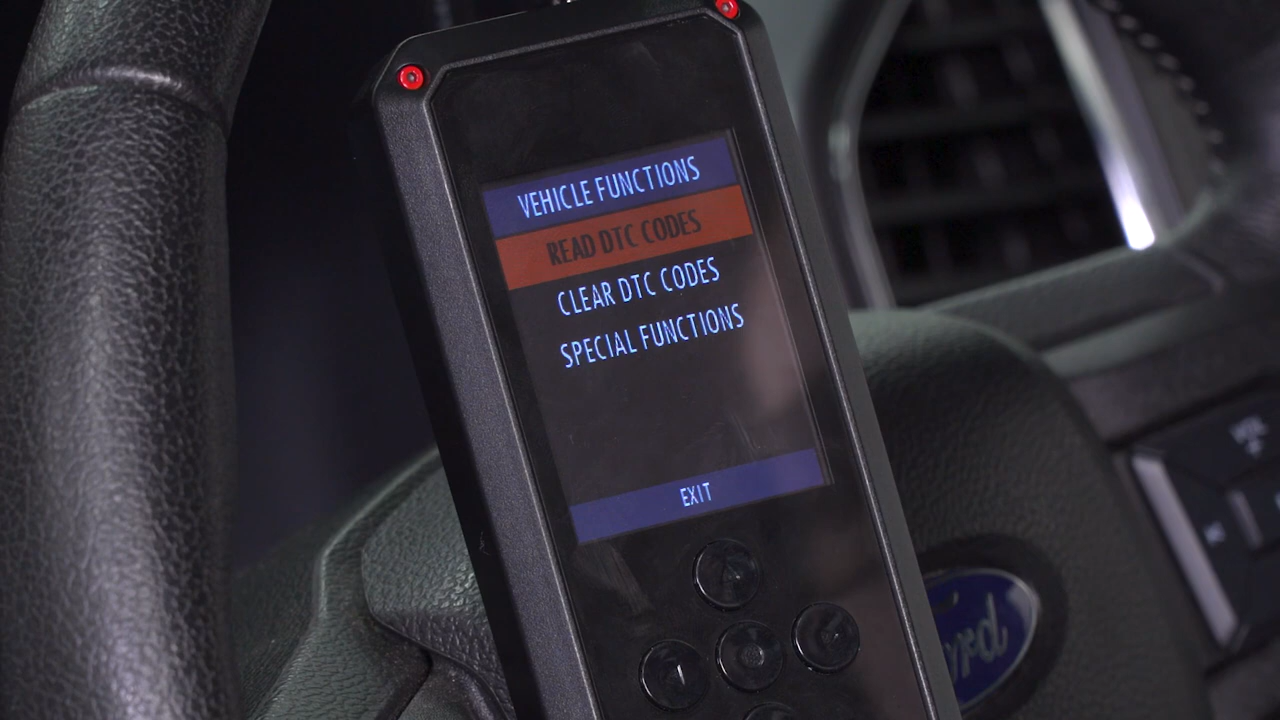 VEHICLE FUNCTIONS
READ DTC CODES
CLEAR DTC CODES
SPECIAL FUNCTIONS
EXIT